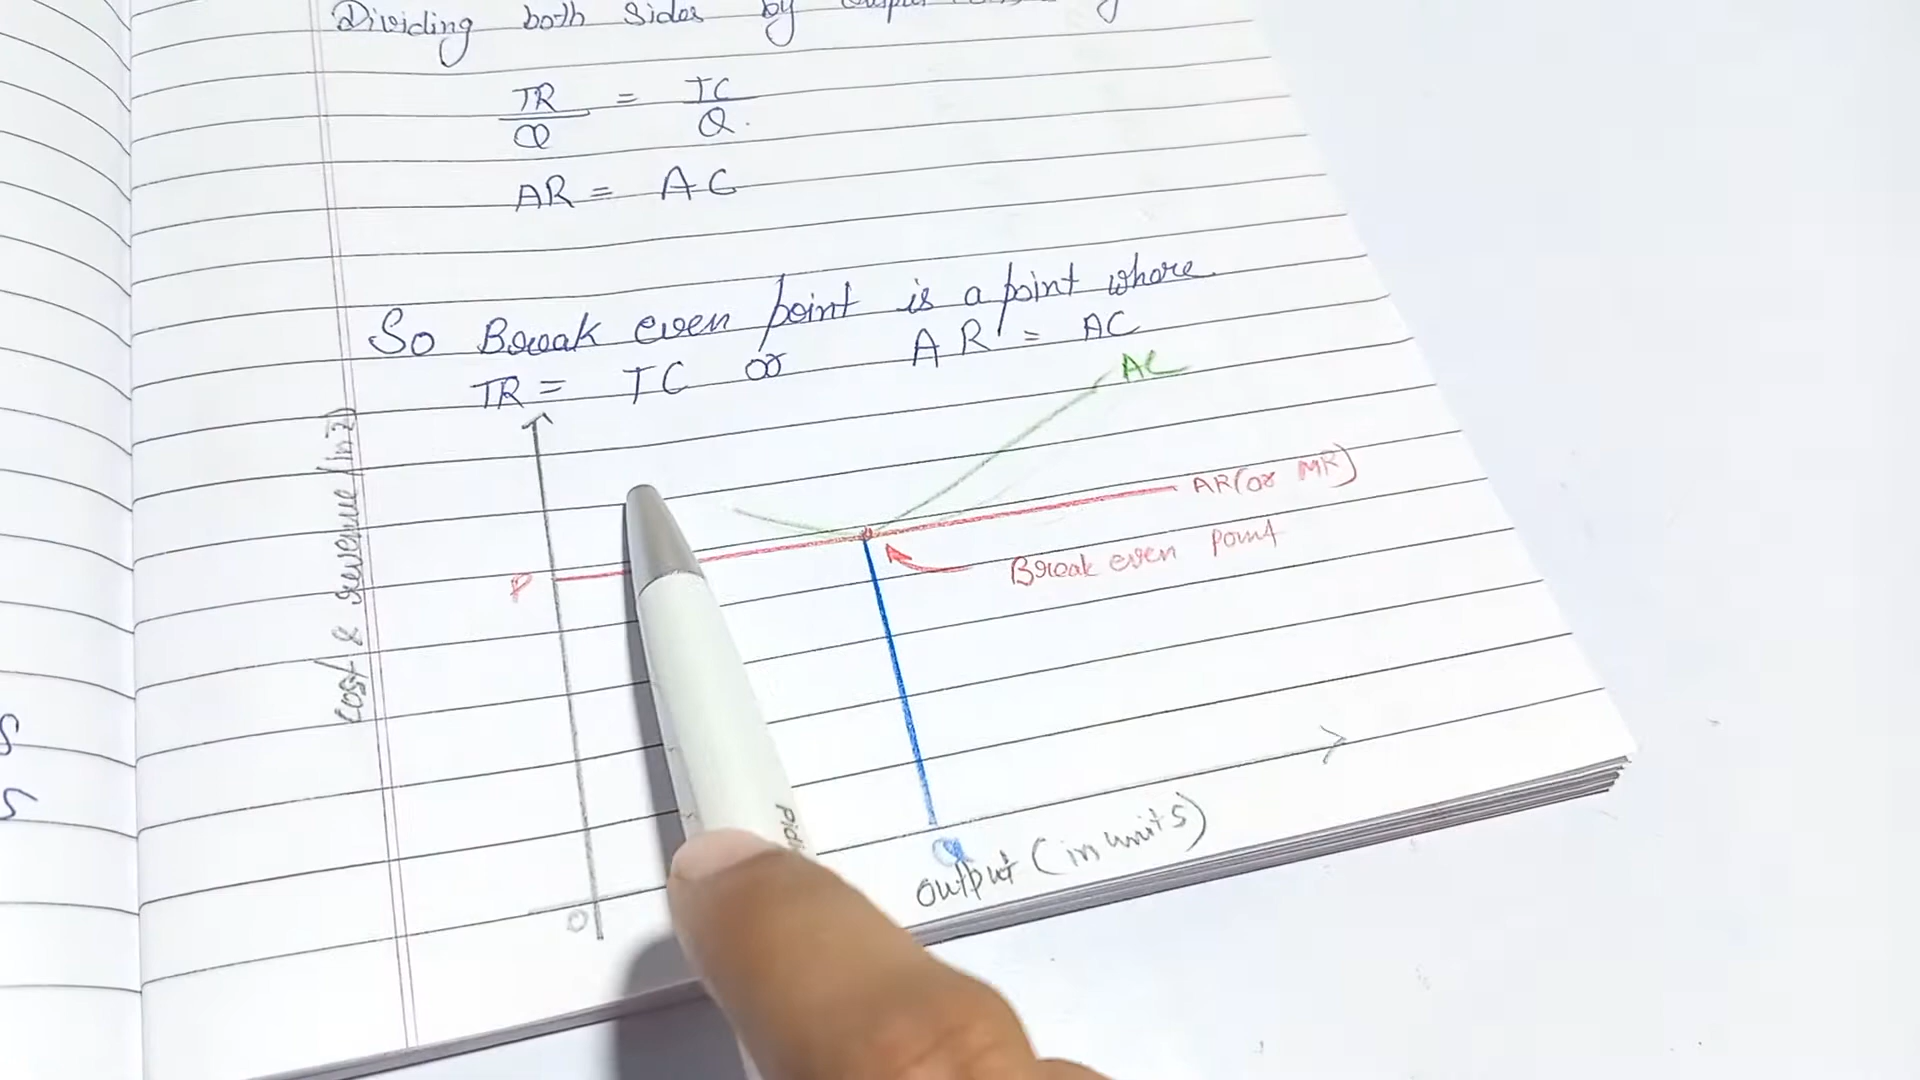 Dividing both sides by
TR = TC
Q Q.
AR = AC
So Break even point is a point where
TR = TC or AR = AC
AC
AR (or MR)
Break even point
P
cost & revenue (in ₹)
Q
O
output (in units)
S
S